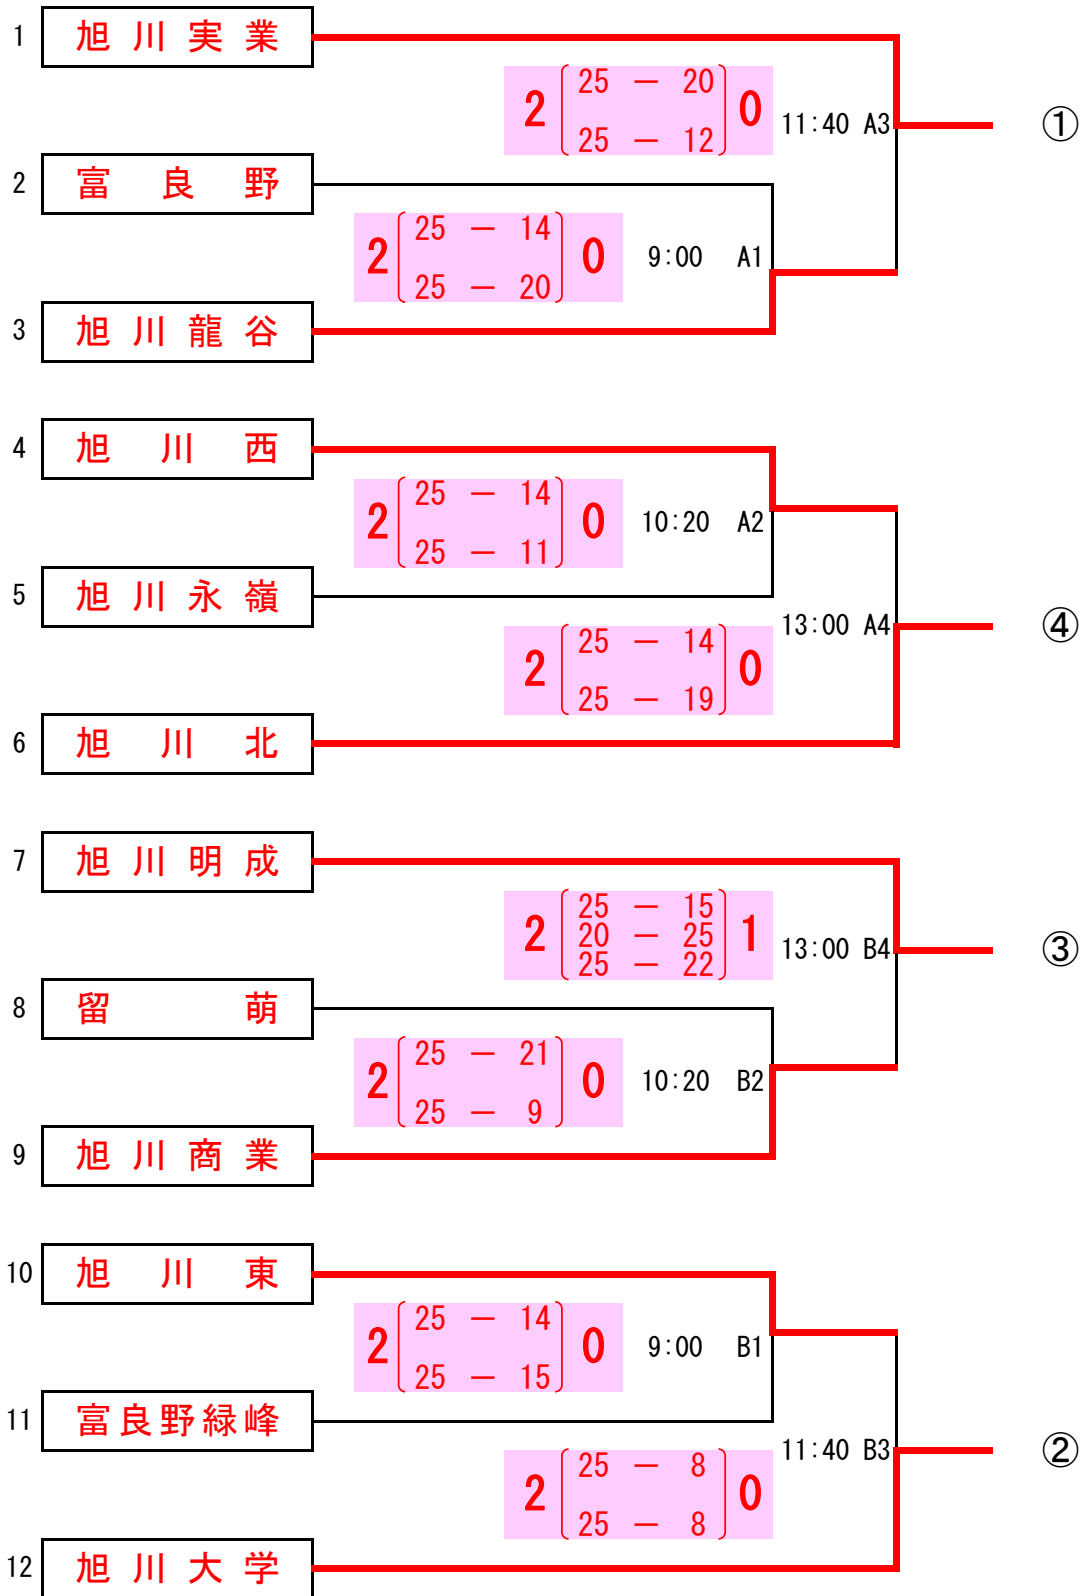 1 旭川実業
25 － 20
2 0
25 － 12
11:40 A3
①
2 富良野
25 － 14
2 0
25 － 20
9:00 A1
3 旭川龍谷
4 旭川西
25 － 14
2 0
25 － 11
10:20 A2
5 旭川永嶺
13:00 A4
④
25 － 14
2 0
25 － 19
6 旭川北
7 旭川明成
25 － 15
2 20 － 25 1
25 － 22
13:00 B4
③
8 留萌
25 － 21
2 0
25 － 9
10:20 B2
9 旭川商業
10 旭川東
25 － 14
2 0
25 － 15
9:00 B1
11 富良野緑峰
11:40 B3
②
25 － 8
2 0
25 － 8
12 旭川大学